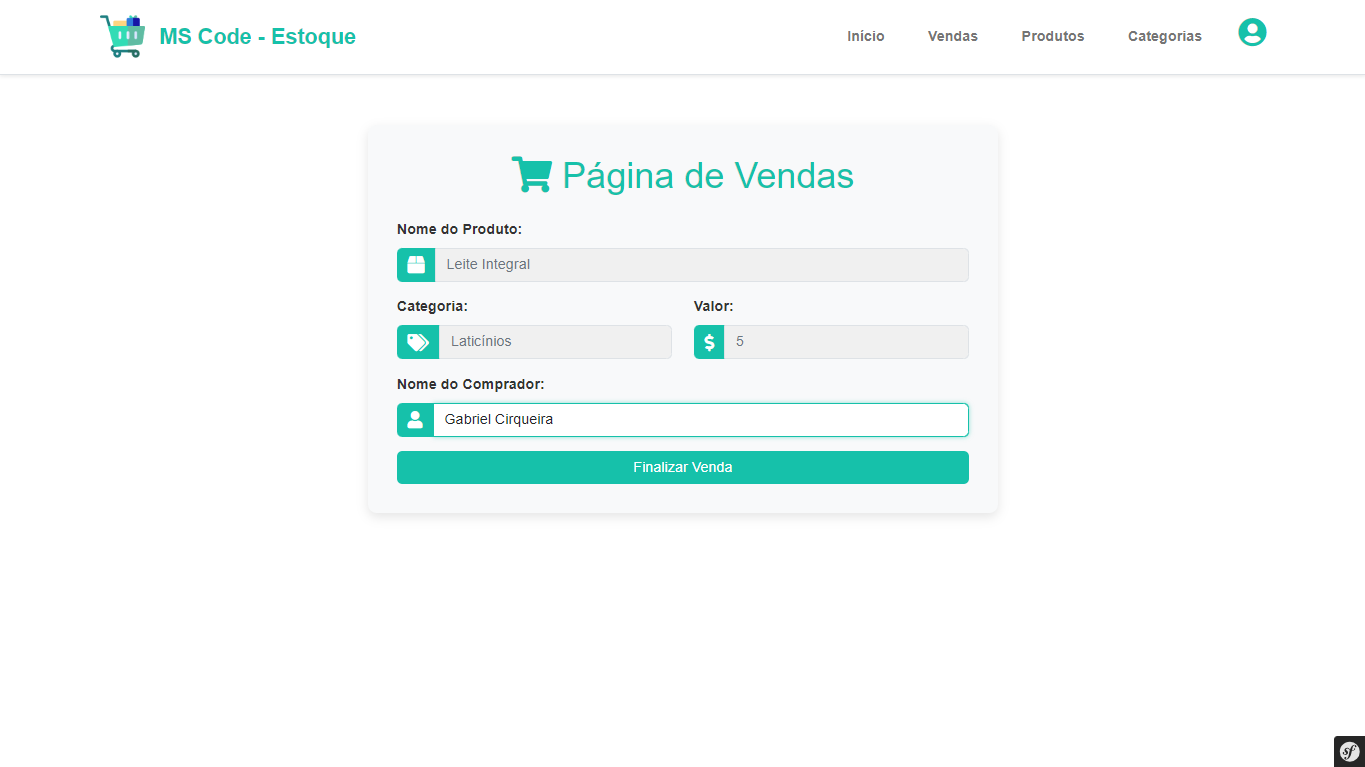 MS Code - Estoque
Início Vendas Produtos Categorias
Página de Vendas
Nome do Produto:
Leite Integral
Categoria: Valor:
Laticínios $ 5
Nome do Comprador:
Gabriel Cirqueira
Finalizar Venda
sf